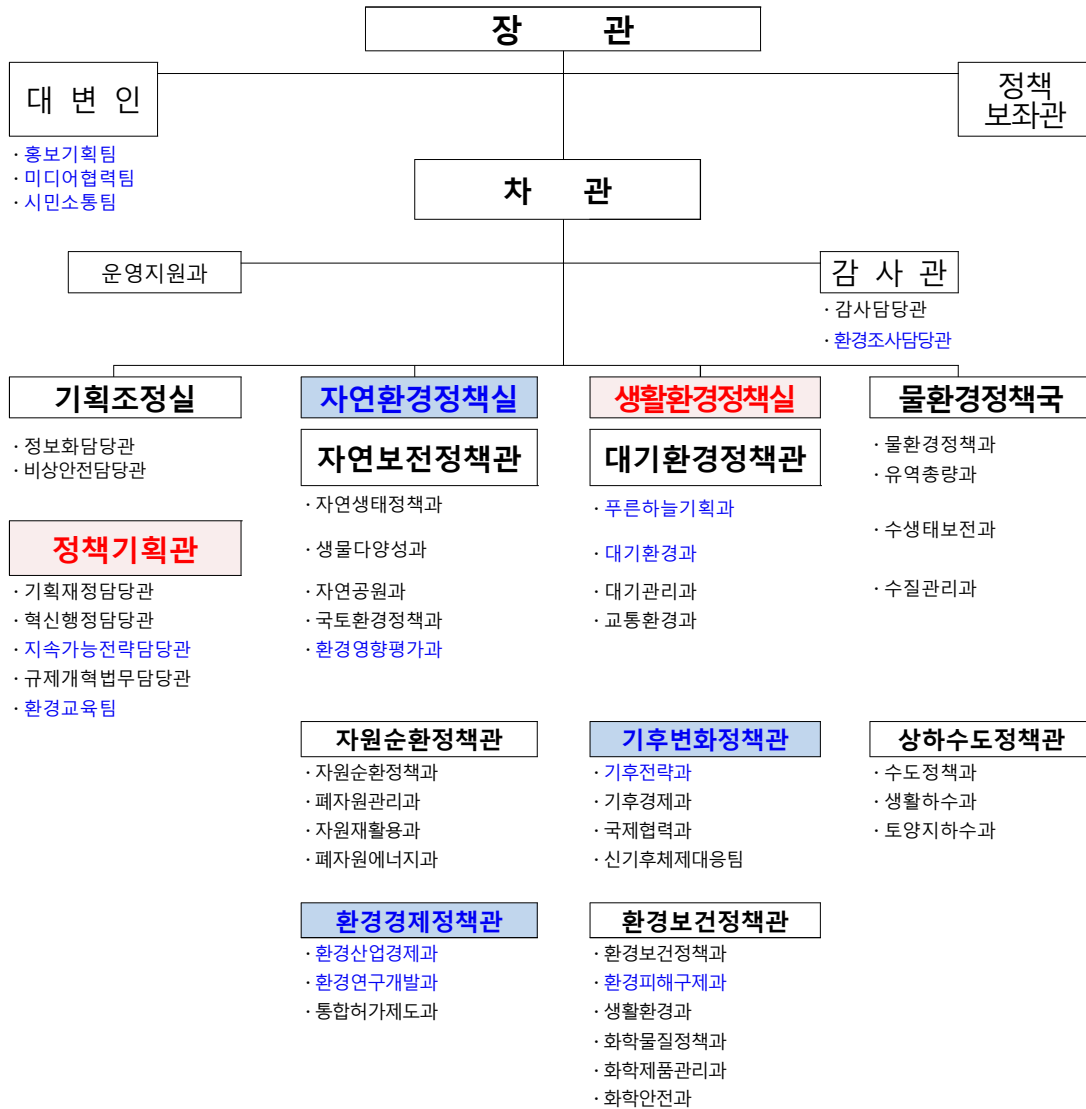 장 관
대 변 인
정책
보좌관
· 홍보기획팀
· 미디어협력팀
· 시민소통팀
차 관
운영지원과
감 사 관
· 감사담당관
· 환경조사담당관
기획조정실
· 정보화담당관
· 비상안전담당관
정책기획관
· 기획재정담당관
· 혁신행정담당관
· 지속가능전략담당관
· 규제개혁법무담당관
· 환경교육팀
자연환경정책실
자연보전정책관
· 자연생태정책과
· 생물다양성과
· 자연공원과
· 국토환경정책과
· 환경영향평가과
자원순환정책관
· 자원순환정책과
· 폐자원관리과
· 자원재활용과
· 폐자원에너지과
환경경제정책관
· 환경산업경제과
· 환경연구개발과
· 통합허가제도과
생활환경정책실
대기환경정책관
· 푸른하늘기획과
· 대기환경과
· 대기관리과
· 교통환경과
기후변화정책관
· 기후전략과
· 기후경제과
· 국제협력과
· 신기후체제대응팀
환경보건정책관
· 환경보건정책과
· 환경피해구제과
· 생활환경과
· 화학물질정책과
· 화학제품관리과
· 화학안전과
물환경정책국
· 물환경정책과
· 유역총량과
· 수생태보전과
· 수질관리과
상하수도정책관
· 수도정책과
· 생활하수과
· 토양지하수과